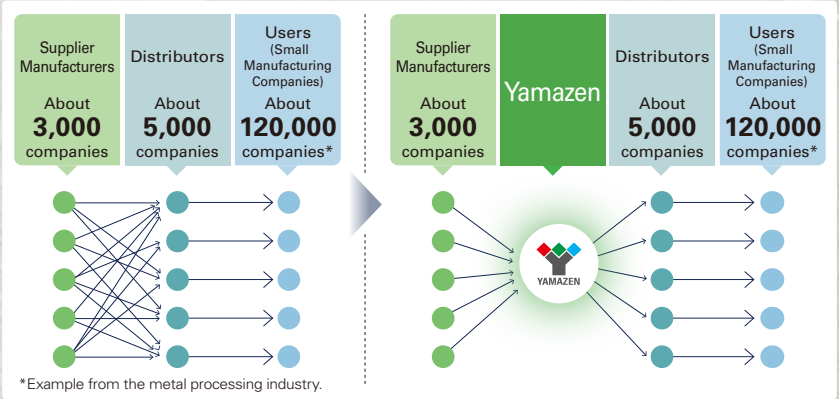 Supplier
Manufacturers
About
3,000
companies
Distributors
About
5,000
companies
Users
(Small
Manufacturing
Companies)
About
120,000
companies*
Supplier
Manufacturers
About
3,000
companies
Yamazen
Distributors
About
5,000
companies
Users
(Small
Manufacturing
Companies)
About
120,000
companies*
YAMAZEN
*Example from the metal processing industry.